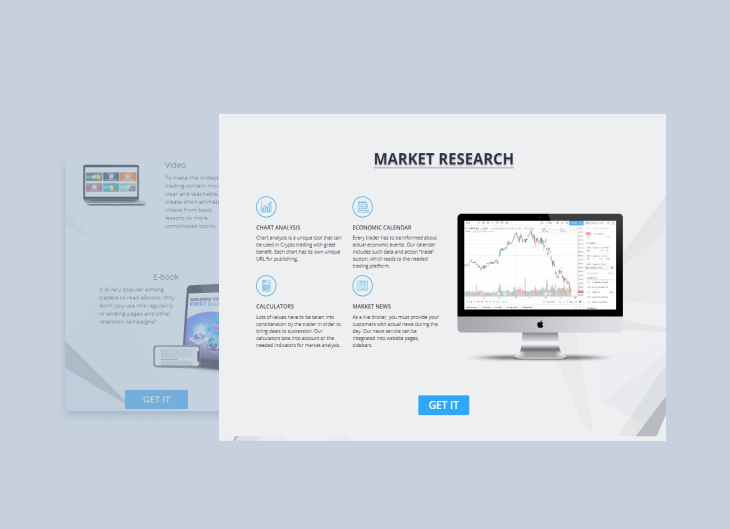 MARKET RESEARCH
CHART ANALYSIS
Chart analysis is a unique tool that can
be used in Crypto trading with great
benefit. Each chart has its own unique
URL for publishing.
ECONOMIC CALENDAR
Every trader has to be informed about
actual economic events. Our calendar
includes such data and action "trade"
button, which leads to the needed
trading platform.
CALCULATORS
Lots of values have to be taken into
consideration by the trader in order to
bring deals to succession. Our
calculators take into account all the
needed indicators for market analysis.
MARKET NEWS
As a live broker, you must provide your
customers with actual news during the
day. Our news service can be
integrated into website pages,
sidebars.
GET IT
Video
To make the in-dept
trading content mor
clear and teachable,
create short animate
videos from basic
lessons to more
complicated topics
E-book
It is very popular among
traders to read eBooks. Why
don't you use this regularity
in landing pages and other
retention campaigns?
BUILDING YO
FIRST
GET IT